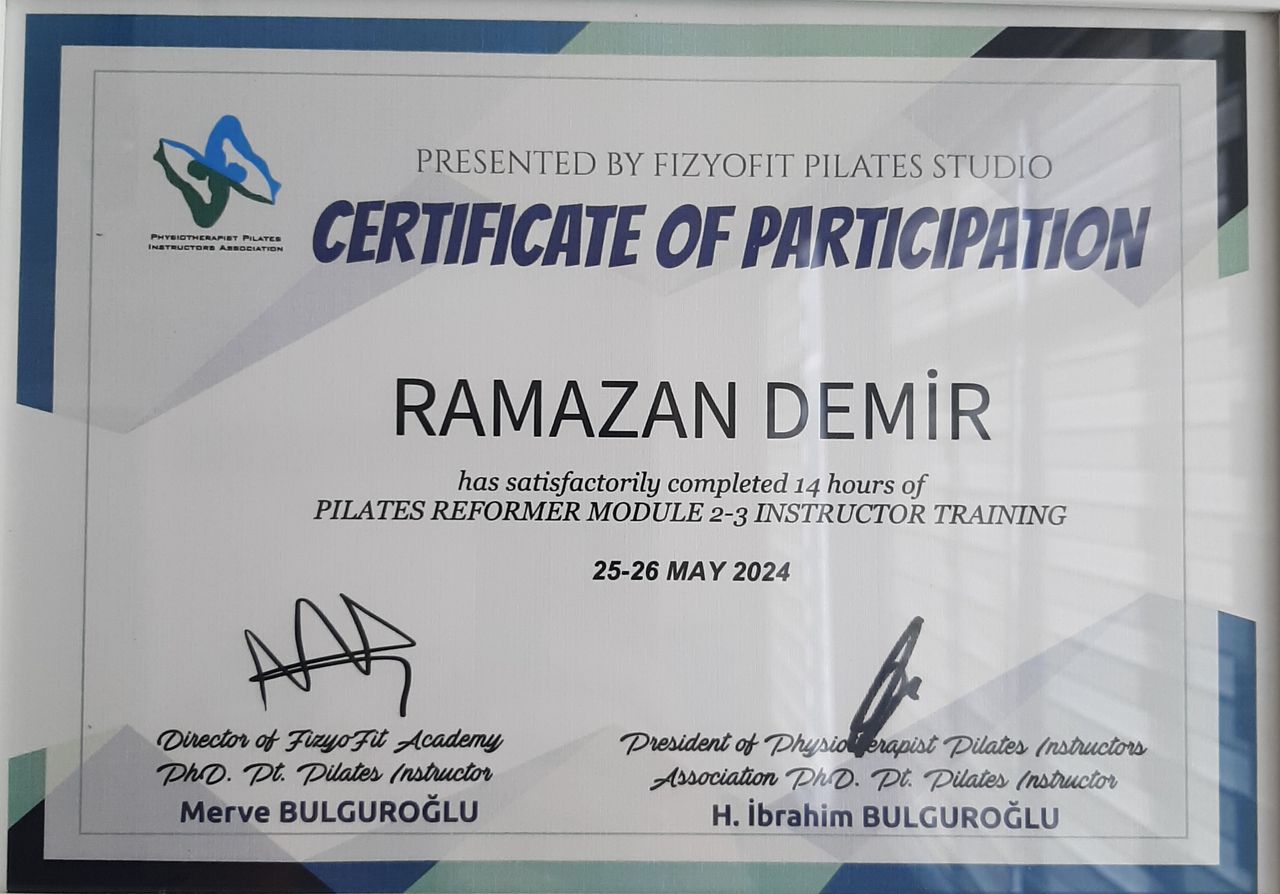 PHYSIOTHERAPIST PILATES
INSTRUCTORS ASSOCIATION
PRESENTED BY FIZYOFIT PILATES STUDIO
CERTIFICATE OF PARTICIPATION
RAMAZAN DEMİR
has satisfactorily completed 14 hours of
PILATES REFORMER MODULE 2-3 INSTRUCTOR TRAINING
25-26 MAY 2024
Director of FizyoFit Academy
PhD. Pt. Pilates Instructor
Merve BULGUROĞLU
President of Physiotherapist Pilates Instructors
Association PhD. Pt. Pilates Instructor
H. İbrahim BULGUROĞLU